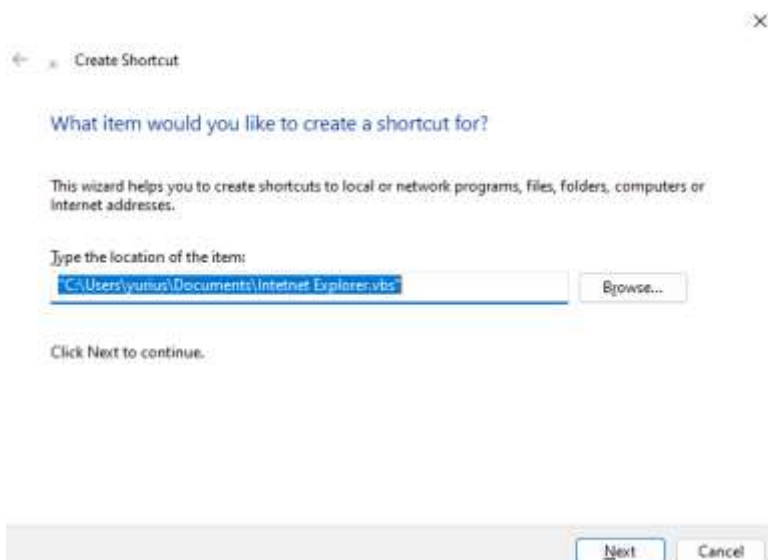 Create Shortcut
What item would you like to create a shortcut for?
This wizard helps you to create shortcuts to local or network programs, files, folders, computers or
Internet addresses.
Type the location of the item:
"C:\Users\yurius\Documents\Intetnet Explorer.vbs"
Browse...
Click Next to continue.
Next
Cancel